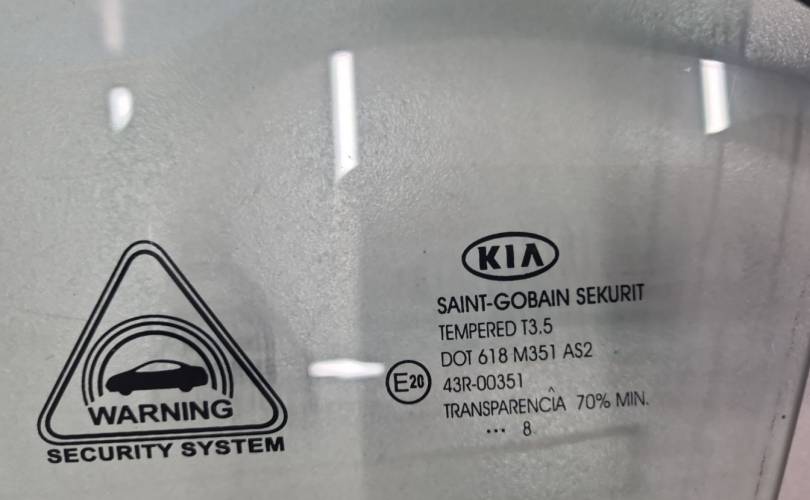 WARNING
SECURITY SYSTEM
KIA
SAINT-GOBAIN SEKURIT
TEMPERED T3.5
DOT 618 M351 AS2
E20
43R-00351
TRANSPARENCÎA 70% MIN.
... 8